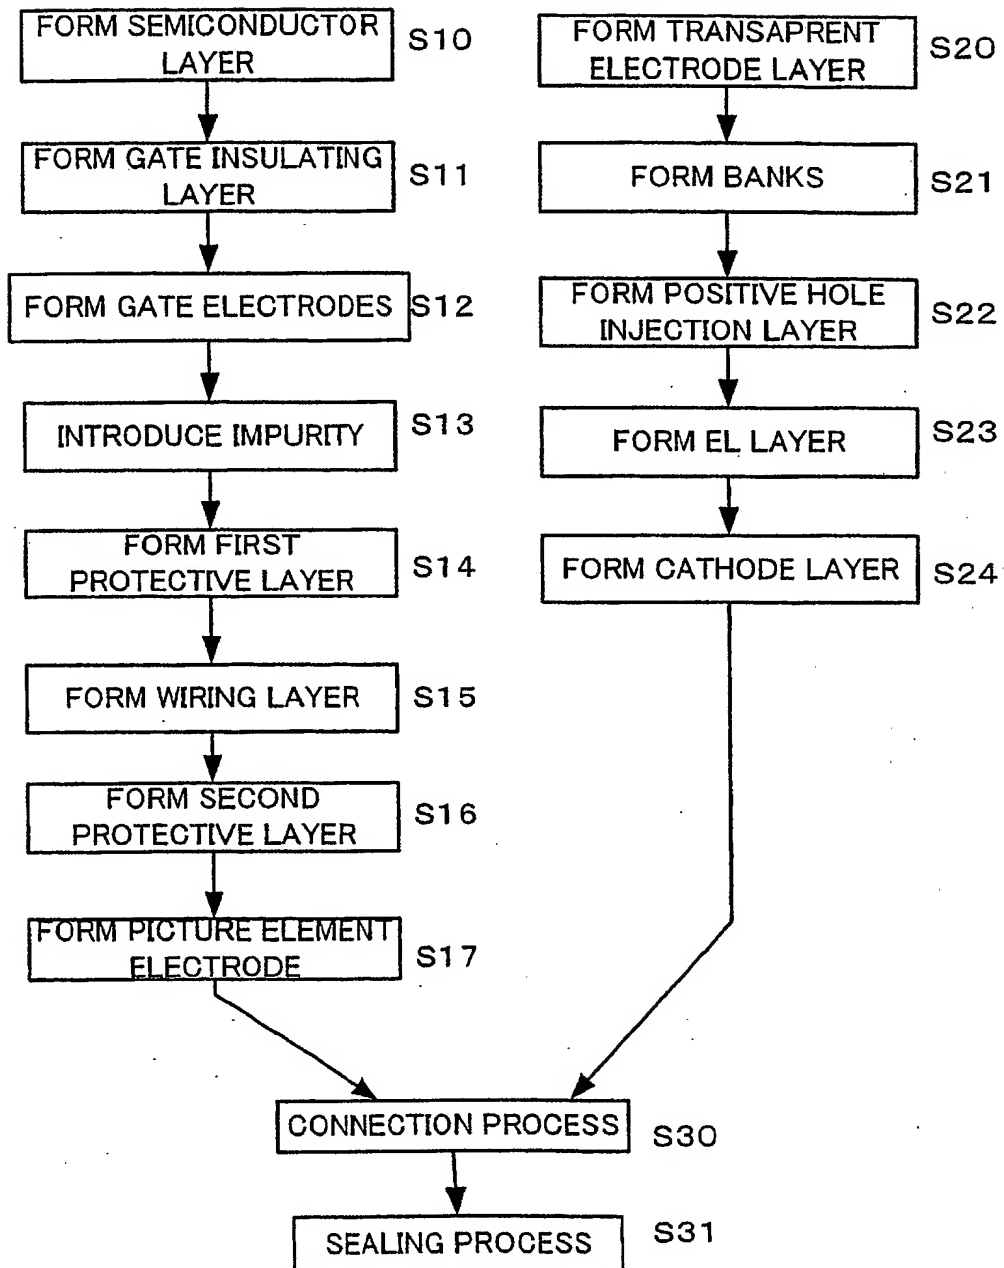 FORM SEMICONDUCTOR
LAYER
S10
FORM GATE INSULATING
LAYER
S11
FORM GATE ELECTRODES
S12
INTRODUCE IMPURITY
S13
FORM FIRST
PROTECTIVE LAYER
S14
FORM WIRING LAYER
S15
FORM SECOND
PROTECTIVE LAYER
S16
FORM PICTURE ELEMENT
ELECTRODE
S17
FORM TRANSAPRENT
ELECTRODE LAYER
S20
FORM BANKS
S21
FORM POSITIVE HOLE
INJECTION LAYER
S22
FORM EL LAYER
S23
FORM CATHODE LAYER
S24
CONNECTION PROCESS
S30
SEALING PROCESS
S31